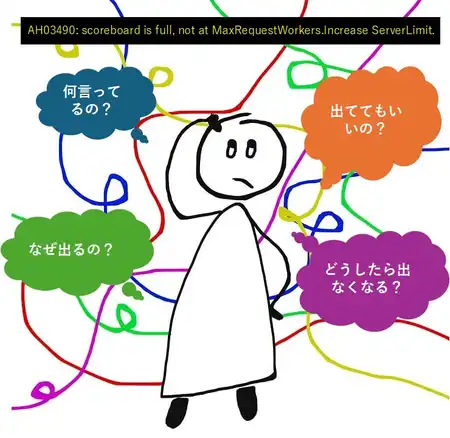 AH03490: scoreboard is full, not at MaxRequestWorkers.Increase ServerLimit.
何言って
るの？
出ててもい
いの？
なぜ出るの？
どうしたら出
なくなる？